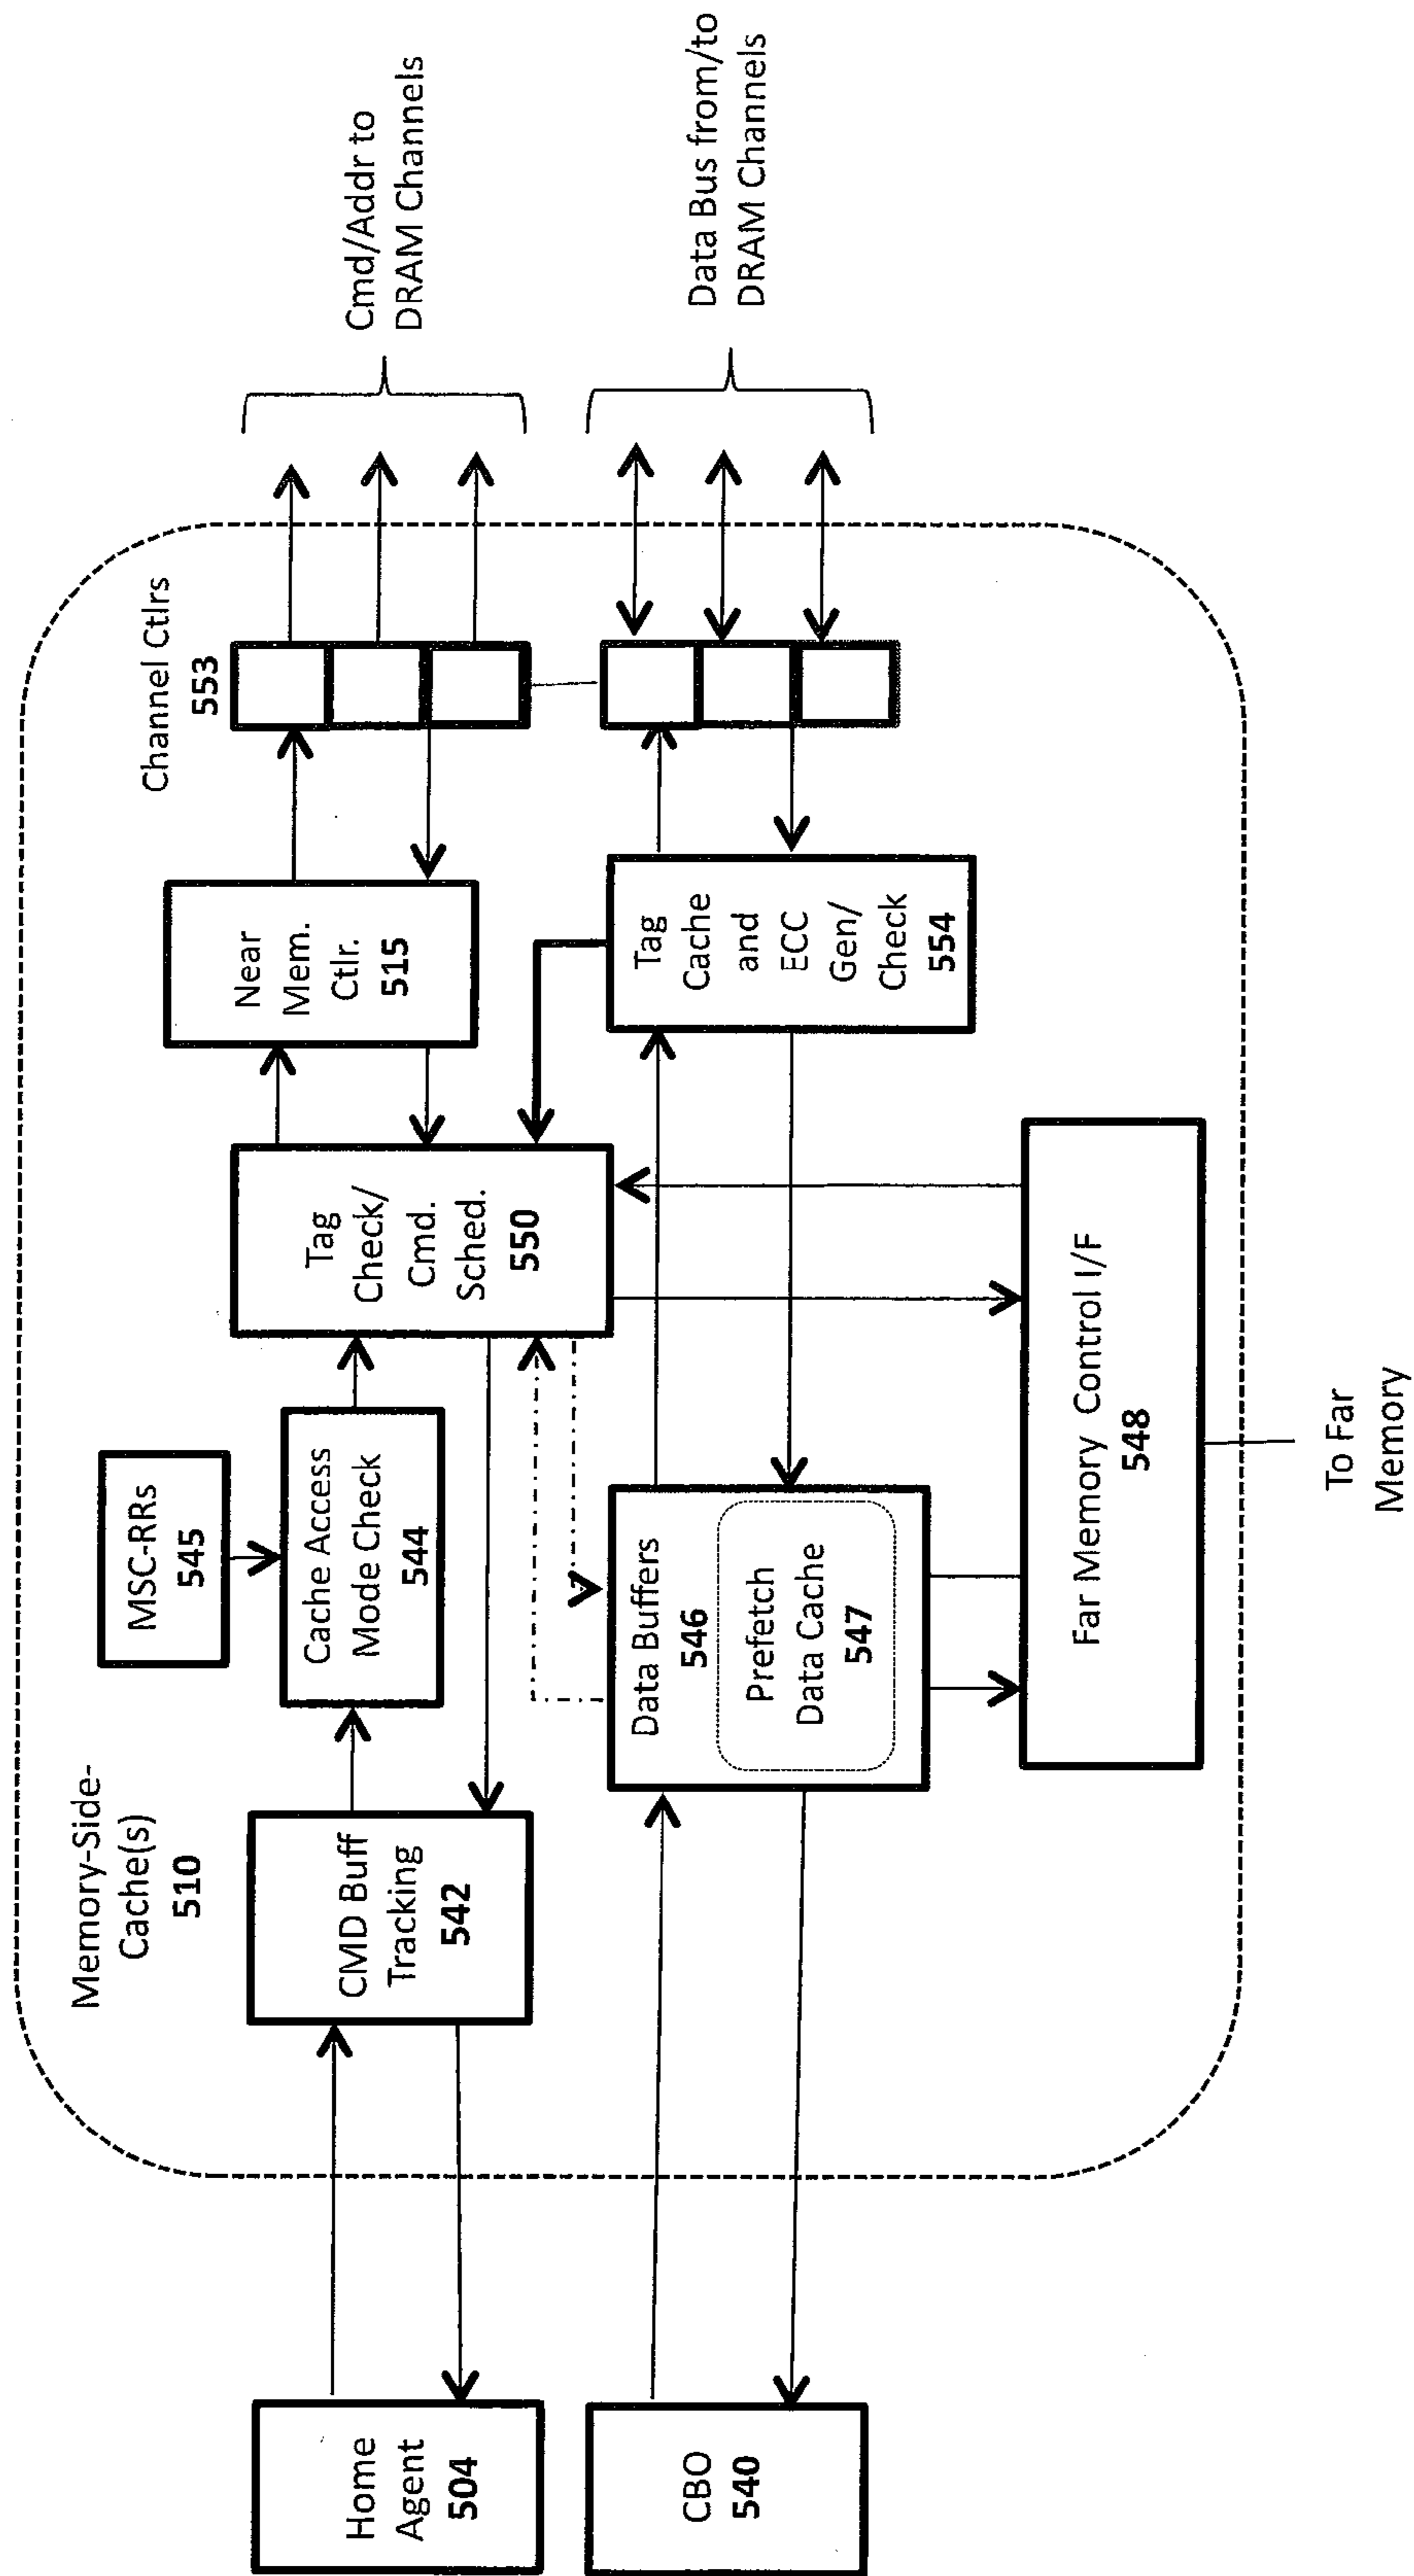 Memory-Side-
Cache(s)
510
MSC-RRs
545
Channel Ctlrs
553
Home
Agent
504
CMD Buff
Tracking
542
Cache Access
Mode Check
544
Tag
Check/
Cmd.
Sched.
550
Near
Mem.
Ctlr.
515
Cmd/Addr to
DRAM Channels
CBO
540
Data Buffers
546
Prefetch
Data Cache
547
Tag
Cache
and
ECC
Gen/
Check
554
Data Bus from/to
DRAM Channels
Far Memory Control I/F
548
To Far
Memory